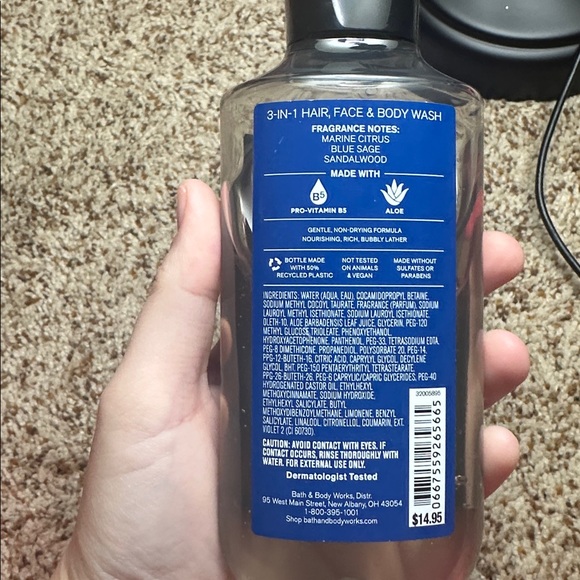 3-IN-1 HAIR, FACE & BODY WASH
FRAGRANCE NOTES:
MARINE CITRUS
BLUE SAGE
SANDALWOOD
MADE WITH
B5
PRO-VITAMIN B5
ALOE
GENTLE, NON-DRYING FORMULA
NOURISHING, RICH, BUBBLY LATHER
BOTTLE MADE
WITH 50%
RECYCLED PLASTIC
NOT TESTED
ON ANIMALS
& VEGAN
MADE WITHOUT
SULFATES OR
PARABENS
INGREDIENTS: WATER (AQUA, EAU), COCAMIDOPROPYL BETAINE,
SODIUM METHYL COCOYL TAURATE, FRAGRANCE (PARFUM), SODIUM
LAUROYL METHYL ISETHIONATE, SODIUM LAUROYL ISETHIONATE,
OLETH-10, ALOE BARBADENSIS LEAF JUICE, GLYCERIN, PEG-120
METHYL GLUCOSE TRIOLEATE, PHENOXYETHANOL,
HYDROXYACETOPHENONE, PANTHENOL, PEG-33, TETRASODIUM EDTA,
PEG-8 DIMETHICONE, PROPANEDIOL, POLYSORBATE 20, PEG-14,
PPG-12-BUTETH-16, CITRIC ACID, CAPRYLYL GLYCOL, DECYLENE
GLYCOL, BHT, PEG-150 PENTAERYTHRITYL TETRASTEARATE,
PPG-26-BUTETH-26, PEG-6 CAPRYLIC/CAPRIC GLYCERIDES, PEG-40
HYDROGENATED CASTOR OIL, ETHYLHEXYL
METHOXYCINNAMATE, SODIUM HYDROXIDE,
ETHYLHEXYL SALICYLATE, BUTYL
METHOXYDIBENZOYLMETHANE, LIMONENE, BENZYL
SALICYLATE, LINALOOL, CITRONELLOL, COUMARIN, EXT.
VIOLET 2 (CI 60730).
CAUTION: AVOID CONTACT WITH EYES. IF
CONTACT OCCURS, RINSE THOROUGHLY WITH
WATER. FOR EXTERNAL USE ONLY.
Dermatologist Tested
Bath & Body Works, Distr.
95 West Main Street, New Albany, OH 43054
1-800-395-1001
Shop bathandbodyworks.com
32005895
0667559265665
$14.95